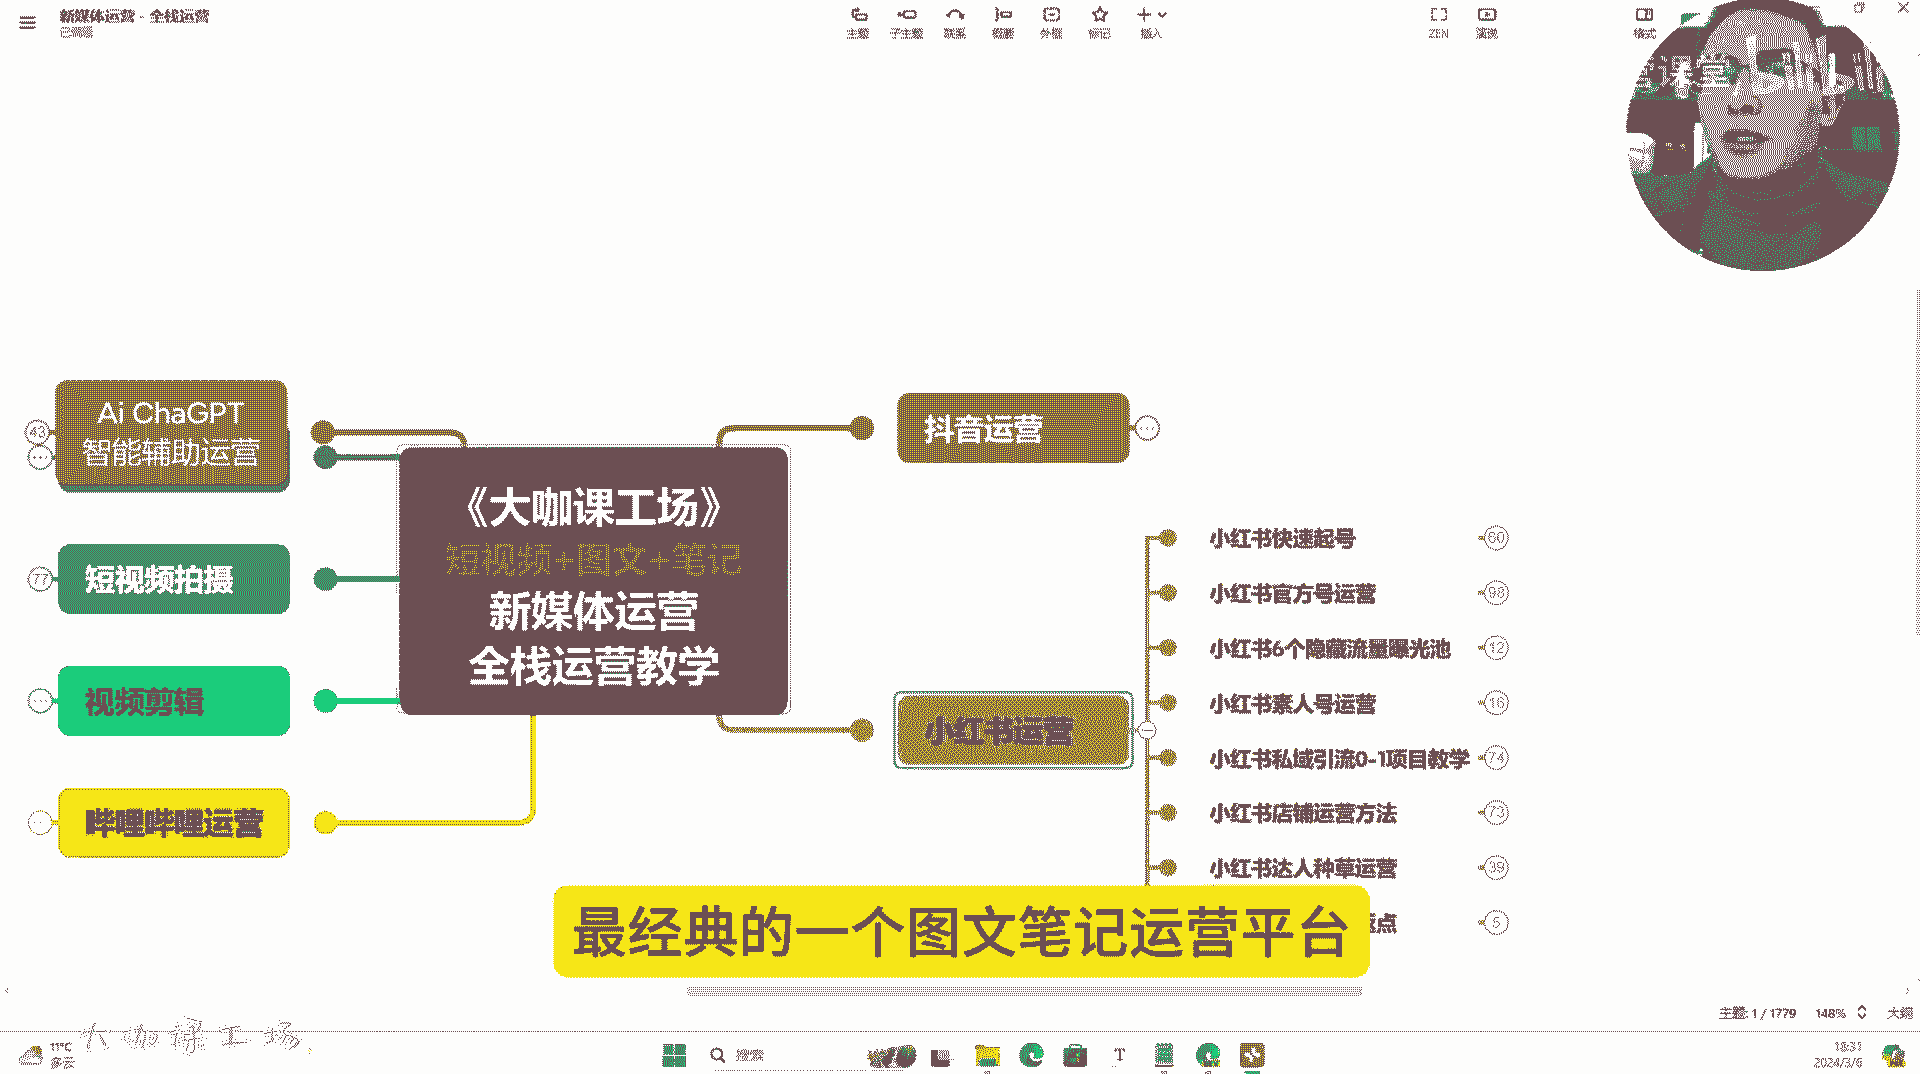 新媒体运营 - 全栈运营
已编辑
主题
子主题
联系
概要
外框
标记
插入
ZEN
演说
格式
课堂
Ai ChaGPT
智能辅助运营
43
短视频拍摄
77
视频剪辑
哔哩哔哩运营
《大咖课工场》
短视频+图文+笔记
新媒体运营
全栈运营教学
抖音运营
小红书运营
小红书快速起号
60
小红书官方号运营
98
小红书6个隐藏流量曝光池
12
小红书素人号运营
16
小红书私域引流0-1项目教学
74
小红书店铺运营方法
73
小红书达人种草运营
39
点
5
最经典的一个图文笔记运营平台
主题: 1 / 1779
148%
大纲
大咖课工场
11°C
多云
搜索
18:31
2024/3/6